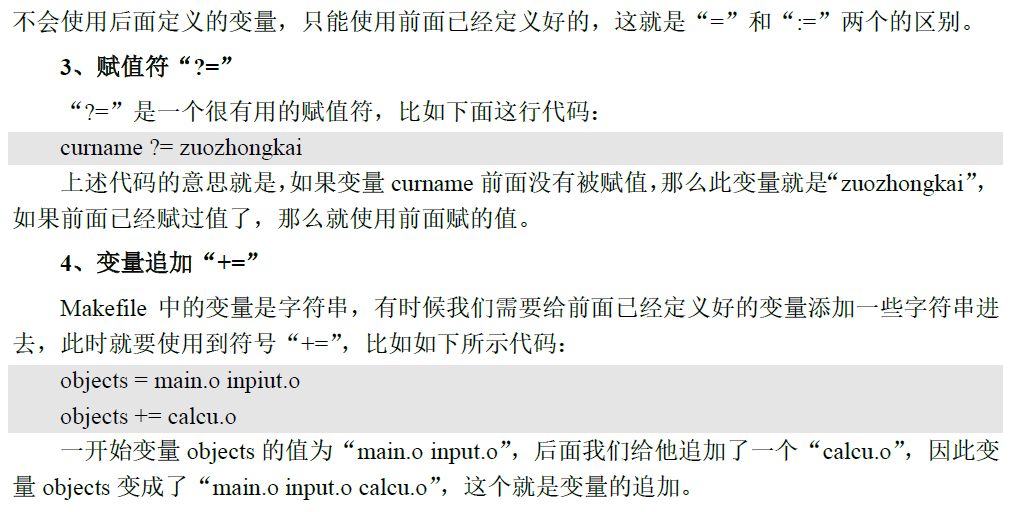 不会使用后面定义的变量，只能使用前面已经定义好的，这就是“=”和“:=”两个的区别。
3、赋值符“?=”
“?=”是一个很有用的赋值符，比如下面这行代码：
curname ?= zuozhongkai
上述代码的意思就是，如果变量 curname 前面没有被赋值，那么此变量就是“zuozhongkai”，
如果前面已经赋过值了，那么就使用前面赋的值。
4、变量追加“+=”
Makefile 中的变量是字符串，有时候我们需要给前面已经定义好的变量添加一些字符串进
去，此时就要使用到符号“+=”，比如如下所示代码：
objects = main.o inpiut.o
objects += calcu.o
一开始变量 objects 的值为“main.o input.o”，后面我们给他追加了一个“calcu.o”，因此变
量 objects 变成了“main.o input.o calcu.o”，这个就是变量的追加。